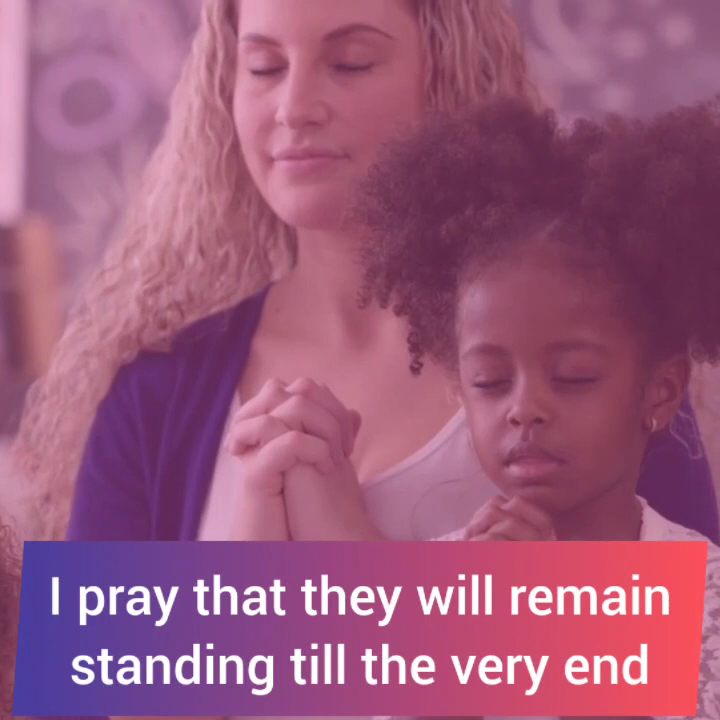 I pray that they will remain
standing till the very end